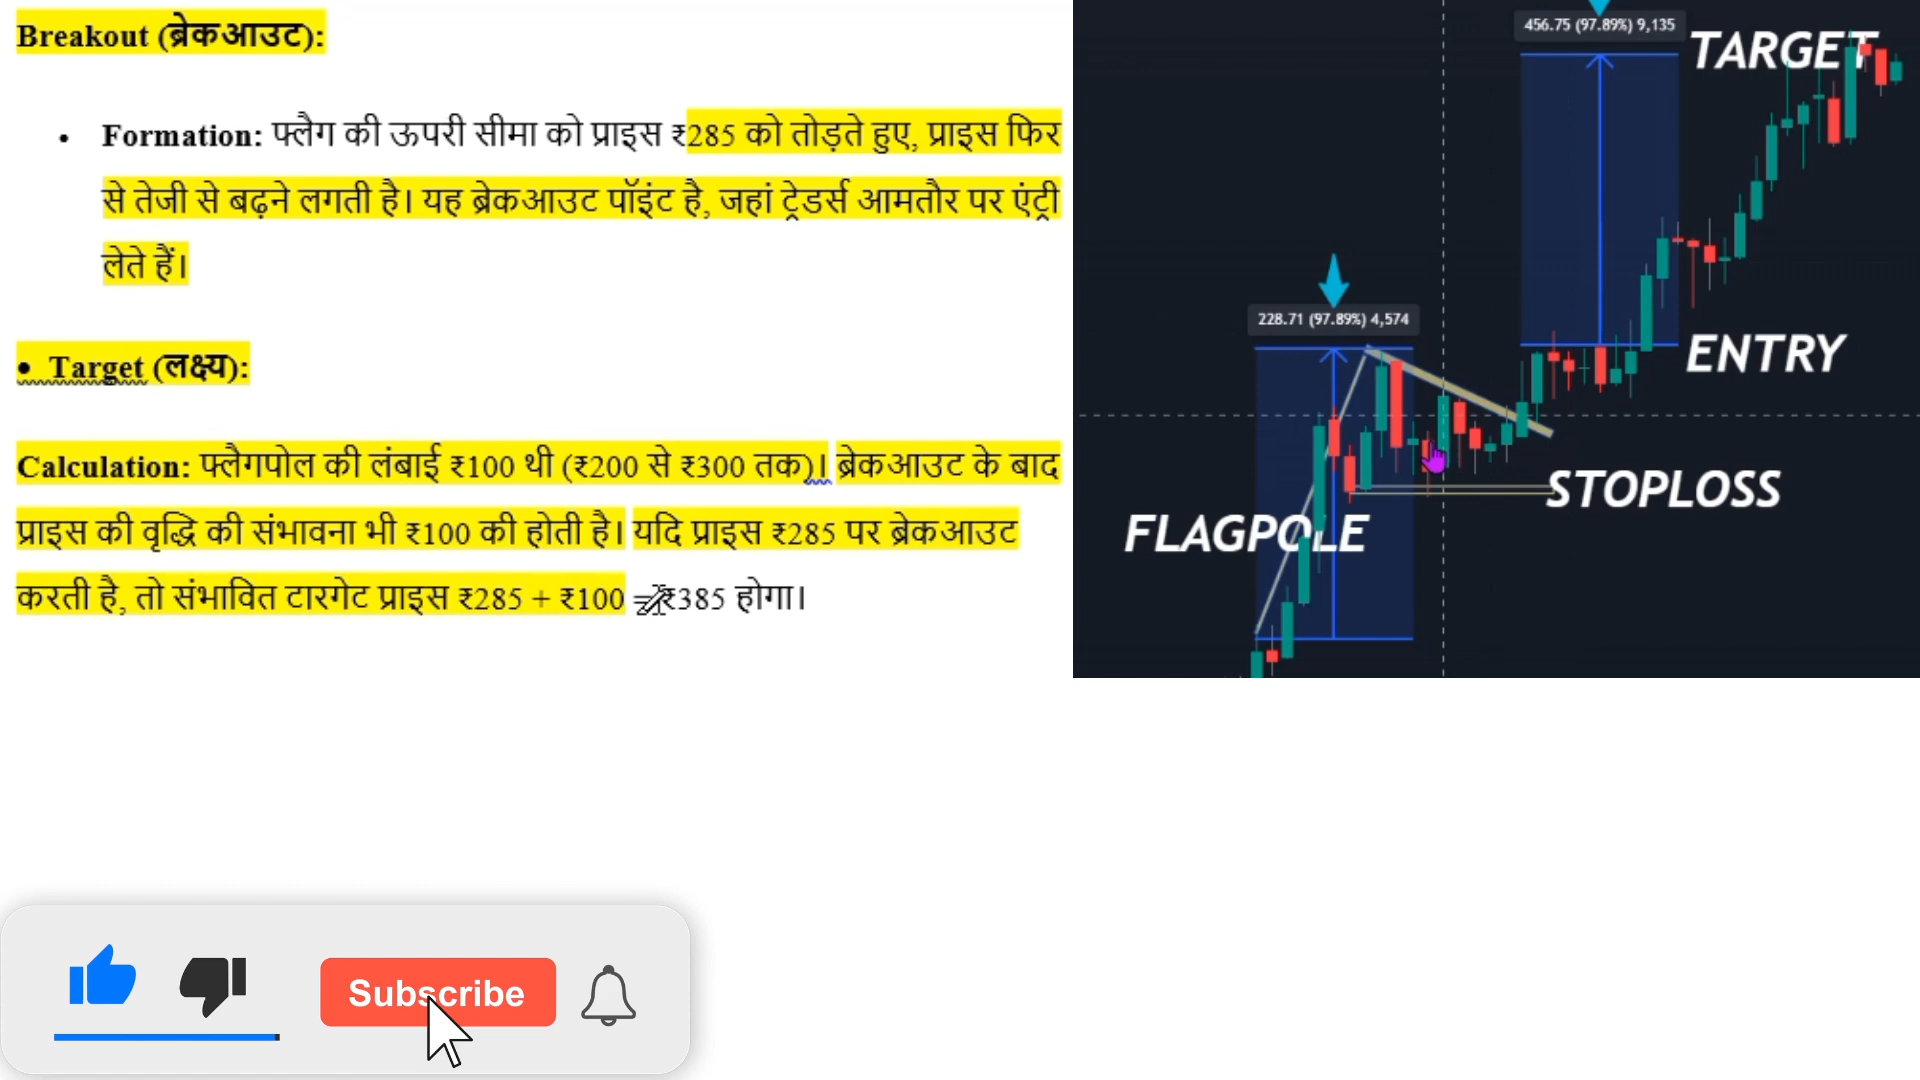 Breakout (ब्रेकआउट):
• Formation: फ्लैग की ऊपरी सीमा को प्राइस ₹285 को तोड़ते हुए, प्राइस फिर
से तेजी से बढ़ने लगती है। यह ब्रेकआउट पॉइंट है, जहां ट्रेडर्स आमतौर पर एंट्री
लेते हैं।
• Target (लक्ष्य):
Calculation: फ्लैगपोल की लंबाई ₹100 थी (₹200 से ₹300 तक)। ब्रेकआउट के बाद
प्राइस की वृद्धि की संभावना भी ₹100 की होती है। यदि प्राइस ₹285 पर ब्रेकआउट
करती है, तो संभावित टारगेट प्राइस ₹285 + ₹100 = ₹385 होगा।
456.75 (97.89%) 9,135
TARGET
228.71 (97.89%) 4,574
ENTRY
STOPLOSS
FLAGPOLE
Subscribe